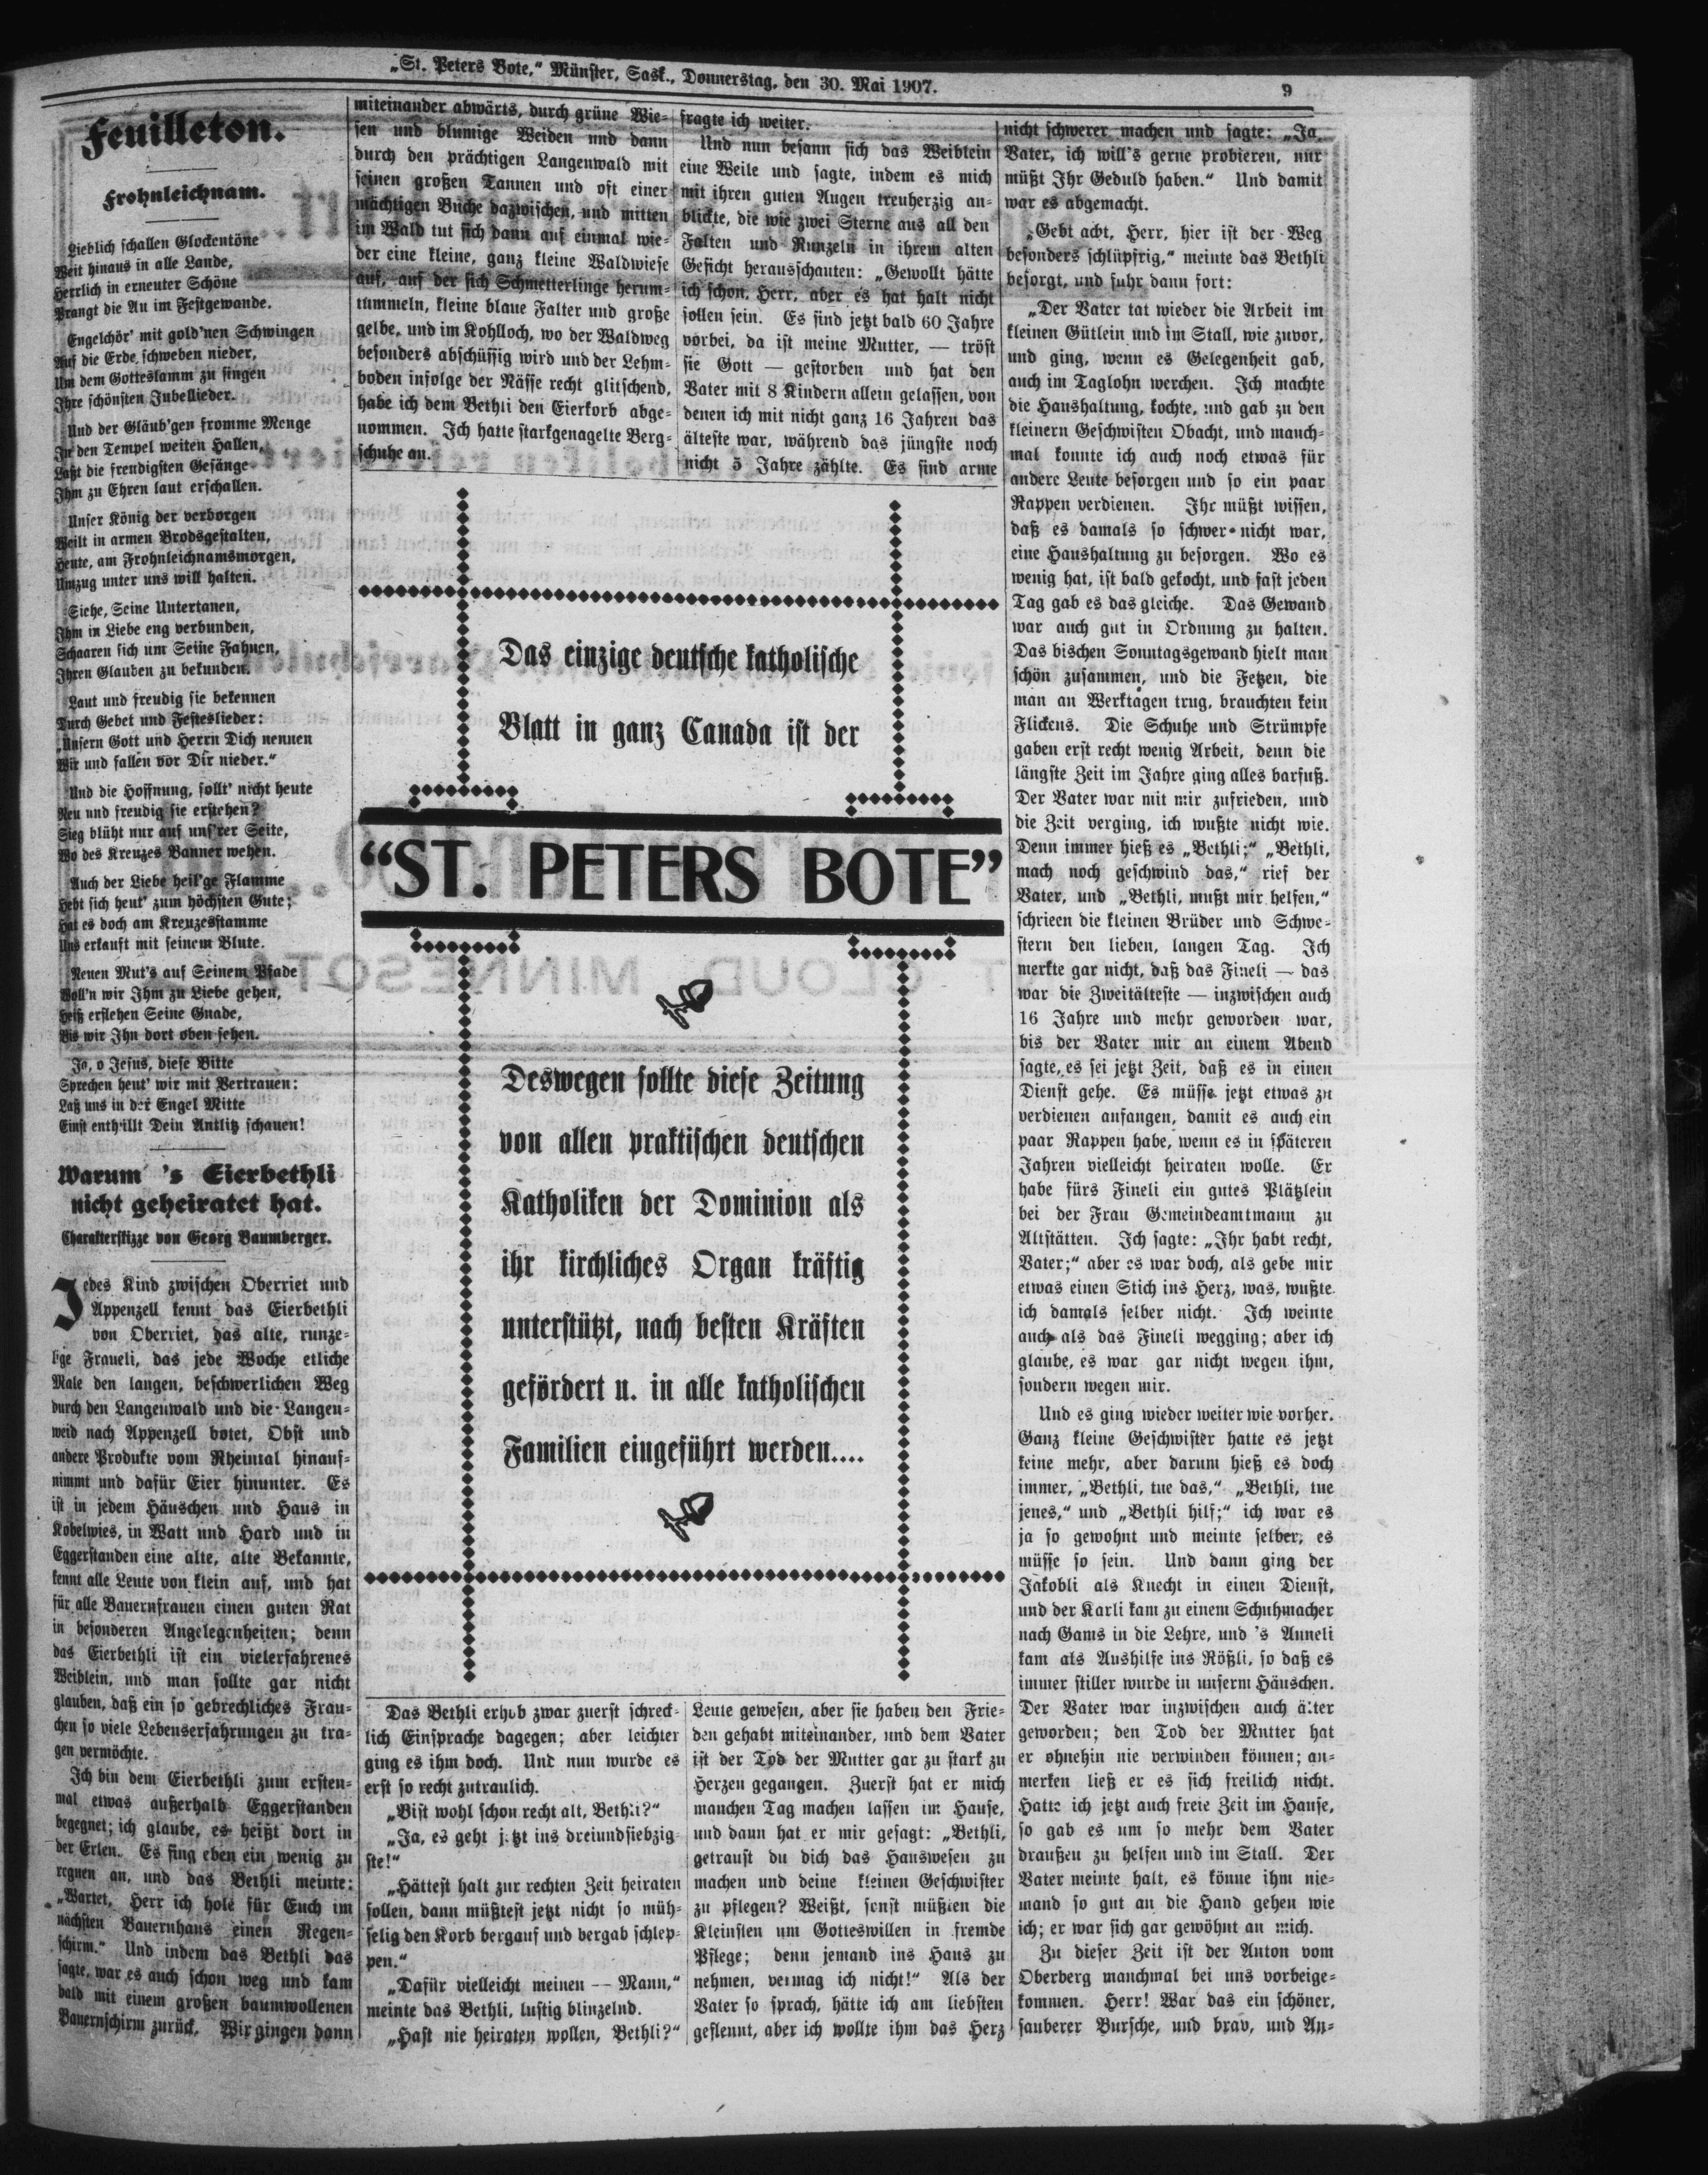 „St. Peters Bote,“ Münster, Sask., Donnerstag, den 30. Mai 1907.
9
Feuilleton.
Frohnleichnam.
Lieblich schallen Glockentöne
Weit hinaus in alle Lande,
Herrlich in erneuter Schöne
Prangt die Au im Festgewande.
Engelchör' mit gold'nen Schwingen
Auf die Erde schweben nieder,
Um dem Gotteslamm zu singen
Ihre schönsten Jubellieder.
Und der Gläub'gen fromme Menge
In den Tempel weiten Hallen,
Laßt die freudigsten Gesänge
Ihm zu Ehren laut erschallen.
Unser König der verborgen
Weilt in armen Brodsgestalten,
Heute, am Frohnleichnamsmorgen,
Umzug unter uns will halten.
Siehe, Seine Untertanen,
Ihm in Liebe eng verbunden,
Schaaren sich um Seine Fahnen,
Ihren Glauben zu bekunden.
Laut und freudig sie bekennen
Durch Gebet und Festeslieder:
„Unsern Gott und Herrn Dich nennen
Wir und fallen vor Dir nieder.“
Und die Hoffnung, sollt' nicht heute
Neu und freudig sie erstehen?
Sieg blüht nur auf uns'rer Seite,
Wo des Kreuzes Banner wehen.
Auch der Liebe heil'ge Flamme
Hebt sich heut' zum höchsten Gute;
Hat es doch am Kreuzesstamme
Uns erkauft mit seinem Blute.
Neuen Mut's auf Seinem Pfade
Woll'n wir Ihm zu Liebe gehen,
Heiß erflehen Seine Gnade,
Bis wir Ihn dort oben sehen.
Ja, o Jesus, diese Bitte
Sprechen heut' wir mit Vertrauen:
Laß uns in der Engel Mitte
Einst enthüllt Dein Antlitz schauen!
Warum 's Eierbethli
nicht geheiratet hat.
Charakterskizze von Georg Baumberger.
Jedes Kind zwischen Oberriet und
Appenzell kennt das Eierbethli
von Oberriet, das alte, runze-
lige Fraueli, das jede Woche etliche
Male den langen, beschwerlichen Weg
durch den Langenwald und die Langen-
weid nach Appenzell botet, Obst und
andere Produkte vom Rheintal hinauf-
nimmt und dafür Eier hinunter. Es
ist in jedem Häuschen und Haus in
Kobelwies, in Watt und Hard und in
Eggerstanden eine alte, alte Bekannte,
kennt alle Leute von klein auf, und hat
für alle Bauernfrauen einen guten Rat
in besonderen Angelegenheiten; denn
das Eierbethli ist ein vielerfahrenes
Weiblein, und man sollte gar nicht
glauben, daß ein so gebrechliches Frau-
chen so viele Lebenserfahrungen zu tra-
gen vermöchte.
Ich bin dem Eierbethli zum ersten-
mal etwas außerhalb Eggerstanden
begegnet; ich glaube, es heißt dort in
der Erlen. Es fing eben ein wenig zu
regnen an, und das Bethli meinte:
„Wartet, Herr ich hole für Euch im
nächsten Bauernhaus einen Regen-
schirm.“ Und indem das Bethli das
sagte, war es auch schon weg und kam
bald mit einem großen baumwollenen
Bauernschirm zurück. Wir gingen dann
miteinander abwärts, durch grüne Wie-
sen und blumige Weiden und dann
durch den prächtigen Langenwald mit
seinen großen Tannen und oft einer
mächtigen Buche dazwischen, und mitten
im Wald tut sich dann auf einmal wie-
der eine kleine, ganz kleine Waldwiese
auf, auf der sich Schmetterlinge herum-
tummeln, kleine blaue Falter und große
gelbe, und im Kohlloch, wo der Waldweg
besonders abschüssig wird und der Lehm-
boden infolge der Nässe recht glitschend,
habe ich dem Bethli den Eierkorb abge-
nommen. Ich hatte starkgenagelte Berg-
schuhe an.
Das Bethli erhob zwar zuerst schreck-
lich Einsprache dagegen; aber leichter
ging es ihm doch. Und nun wurde es
erst so recht zutraulich.
„Bist wohl schon recht alt, Bethli?“
„Ja, es geht jetzt ins dreiundsiebzig-
ste!“
„Hättest halt zur rechten Zeit heiraten
sollen, dann müßtest jetzt nicht so müh-
selig den Korb bergauf und bergab schlep-
pen.“
„Dafür vielleicht meinen -- Mann,“
meinte das Bethli, lustig blinzelnd.
„Hast nie heiraten wollen, Bethli?“
fragte ich weiter.
Und nun besann sich das Weiblein
eine Weile und sagte, indem es mich
mit ihren guten Augen treuherzig an-
blickte, die wie zwei Sterne aus all den
Falten und Runzeln in ihrem alten
Gesicht herausschauten: „Gewollt hätte
ich schon, Herr, aber es hat halt nicht
sollen sein. Es sind jetzt bald 60 Jahre
vorbei, da ist meine Mutter, — tröst
sie Gott — gestorben und hat den
Vater mit 8 Kindern allein gelassen, von
denen ich mit nicht ganz 16 Jahren das
älteste war, während das jüngste noch
nicht 5 Jahre zählte. Es sind arme
Leute gewesen, aber sie haben den Frie-
den gehabt miteinander, und dem Vater
ist der Tod der Mutter gar zu stark zu
Herzen gegangen. Zuerst hat er mich
manchen Tag machen lassen im Hause,
und dann hat er mir gesagt: „Bethli,
getraust du dich das Hauswesen zu
machen und deine kleinen Geschwister
zu pflegen? Weißt, sonst müßten die
Kleinsten um Gotteswillen in fremde
Pflege; denn jemand ins Haus zu
nehmen, vermag ich nicht!“ Als der
Vater so sprach, hätte ich am liebsten
geflennt, aber ich wollte ihm das Herz
Das einzige deutsche katholische
Blatt in ganz Canada ist der
“ST. PETERS BOTE”
Deswegen sollte diese Zeitung
von allen praktischen deutschen
Katholiken der Dominion als
ihr kirchliches Organ kräftig
unterstützt, nach besten Kräften
gefördert u. in alle katholischen
Familien eingeführt werden....
nicht schwerer machen und sagte: „Ja,
Vater, ich will's gerne probieren, nur
müßt Ihr Geduld haben.“ Und damit
war es abgemacht.
„Gebt acht, Herr, hier ist der Weg
besonders schlüpfrig,“ meinte das Bethli
besorgt, und fuhr dann fort:
„Der Vater tat wieder die Arbeit im
kleinen Gütlein und im Stall, wie zuvor,
und ging, wenn es Gelegenheit gab,
auch im Taglohn werchen. Ich machte
die Haushaltung, kochte, und gab zu den
kleinern Geschwisten Obacht, und manch-
mal konnte ich auch noch etwas für
andere Leute besorgen und so ein paar
Rappen verdienen. Ihr müßt wissen,
daß es damals so schwer nicht war,
eine Haushaltung zu besorgen. Wo es
wenig hat, ist bald gekocht, und fast jeden
Tag gab es das gleiche. Das Gewand
war auch gut in Ordnung zu halten.
Das bischen Sonntagsgewand hielt man
schön zusammen, und die Fetzen, die
man an Werktagen trug, brauchten kein
Flickens. Die Schuhe und Strümpfe
gaben erst recht wenig Arbeit, denn die
längste Zeit im Jahre ging alles barfuß.
Der Vater war mit mir zufrieden, und
die Zeit verging, ich wußte nicht wie.
Denn immer hieß es „Bethli;“ „Bethli,
mach noch geschwind das,“ rief der
Vater, und „Bethli, mußt mir helfen,“
schrieen die kleinen Brüder und Schwe-
stern den lieben, langen Tag. Ich
merkte gar nicht, daß das Fineli — das
war die Zweitälteste — inzwischen auch
16 Jahre und mehr geworden war,
bis der Vater mir an einem Abend
sagte, es sei jetzt Zeit, daß es in einen
Dienst gehe. Es müsse jetzt etwas zu
verdienen anfangen, damit es auch ein
paar Rappen habe, wenn es in späteren
Jahren vielleicht heiraten wolle. Er
habe fürs Fineli ein gutes Plätzlein
bei der Frau Gemeindeamtmann zu
Altstätten. Ich sagte: „Ihr habt recht,
Vater;“ aber es war doch, als gebe mir
etwas einen Stich ins Herz, was, wußte
ich damals selber nicht. Ich weinte
auch als das Fineli wegging; aber ich
glaube, es war gar nicht wegen ihm,
sondern wegen mir.
Und es ging wieder weiter wie vorher.
Ganz kleine Geschwister hatte es jetzt
keine mehr, aber darum hieß es doch
immer, „Bethli, tue das,“ „Bethli, tue
jenes,“ und „Bethli hilf;“ ich war es
ja so gewohnt und meinte selber, es
müsse so sein. Und dann ging der
Jakobli als Knecht in einen Dienst,
und der Karli kam zu einem Schuhmacher
nach Gams in die Lehre, und 's Anneli
kam als Aushilfe ins Rößli, so daß es
immer stiller wurde in unserm Häuschen.
Der Vater war inzwischen auch älter
geworden; den Tod der Mutter hat
er ohnehin nie verwinden können; an-
merken ließ er es sich freilich nicht.
Hatte ich jetzt auch freie Zeit im Hause,
so gab es um so mehr dem Vater
draußen zu helfen und im Stall. Der
Vater meinte halt, es könne ihm nie-
mand so gut an die Hand gehen wie
ich; er war sich gar gewöhnt an mich.
Zu dieser Zeit ist der Anton vom
Oberberg manchmal bei uns vorbeige-
kommen. Herr! War das ein schöner,
sauberer Bursche, und brav, und An-